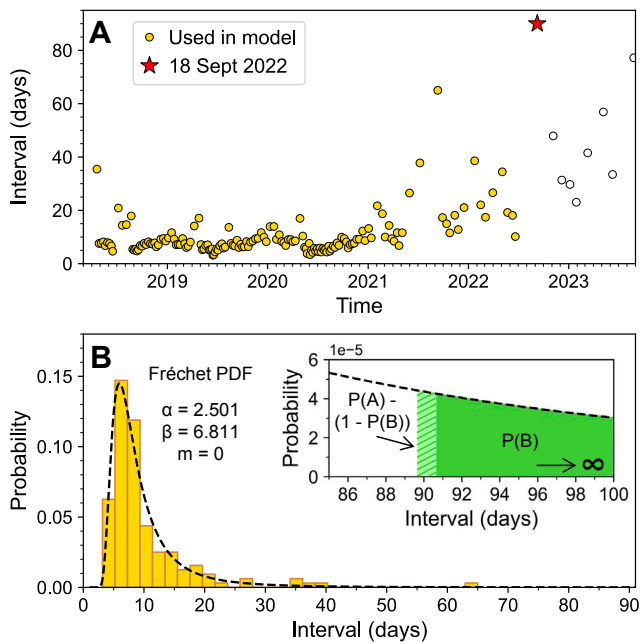 A
Used in model
18 Sept 2022
Interval (days)
80
60
40
20
0
2019
2020
2021
2022
2023
Time
B
Fréchet PDF
α = 2.501
β = 6.811
m = 0
Probability
0.15
0.10
0.05
0.00
0
10
20
30
40
50
60
70
80
90
Interval (days)
1e-5
Probability
6
4
2
0
P(A) -
(1 - P(B))
P(B)
∞
86
88
90
92
94
96
98
100
Interval (days)